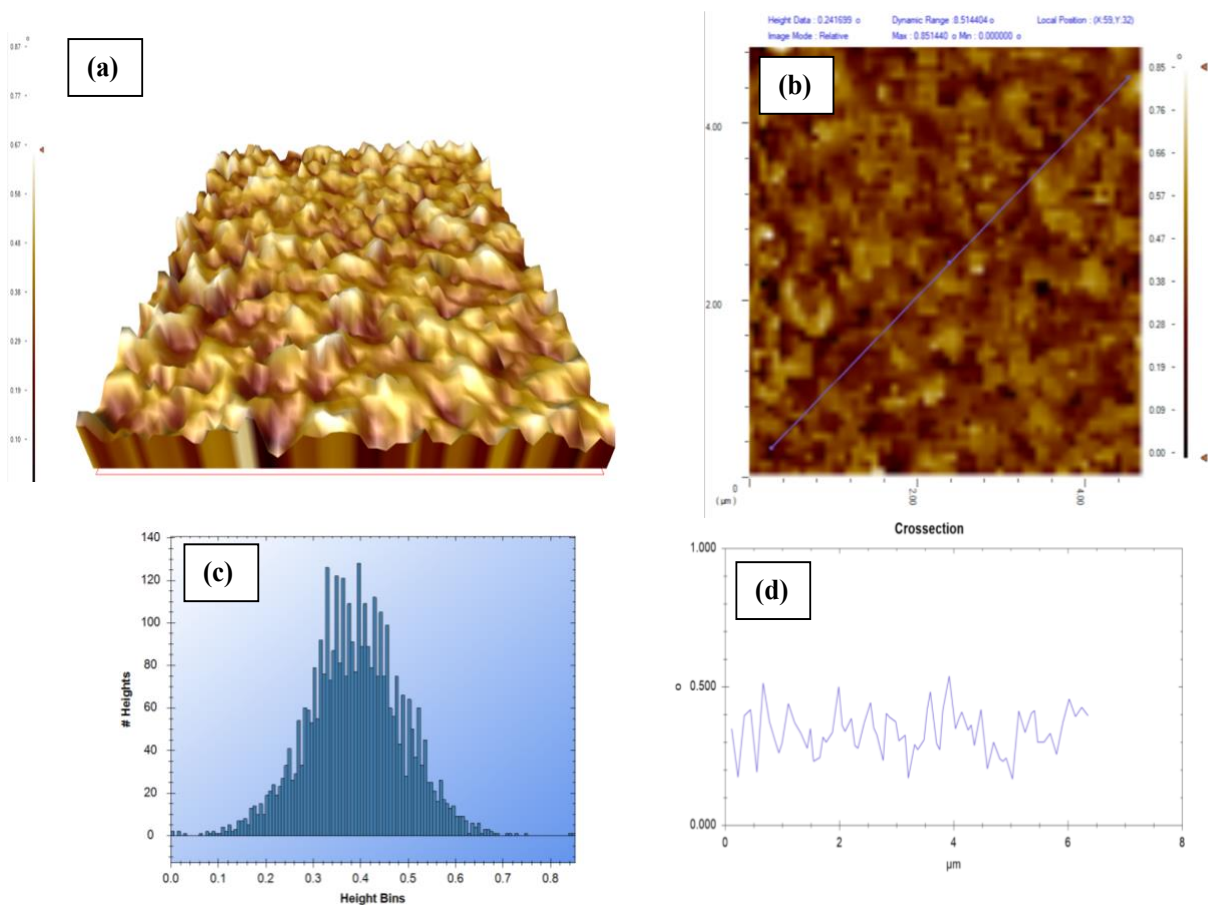 (a)
o
0.87
0.77
0.67
0.58
0.48
0.38
0.29
0.19
0.10
Height Data : 0.241699 o Dynamic Range : 8.514404 o Local Position : (X:59,Y:32)
Image Mode : Relative Max : 0.851440 o Min : 0.000000 o
(b)
4.00
2.00
0
(µm)
2.00
4.00
o
0.85
0.76
0.66
0.57
0.47
0.38
0.28
0.19
0.09
0.00
(c)
# Heights
140
120
100
80
60
40
20
0
0.0 0.1 0.2 0.3 0.4 0.5 0.6 0.7 0.8
Height Bins
Crossection
(d)
o
1.000
0.500
0.000
0 2 4 6 8
µm